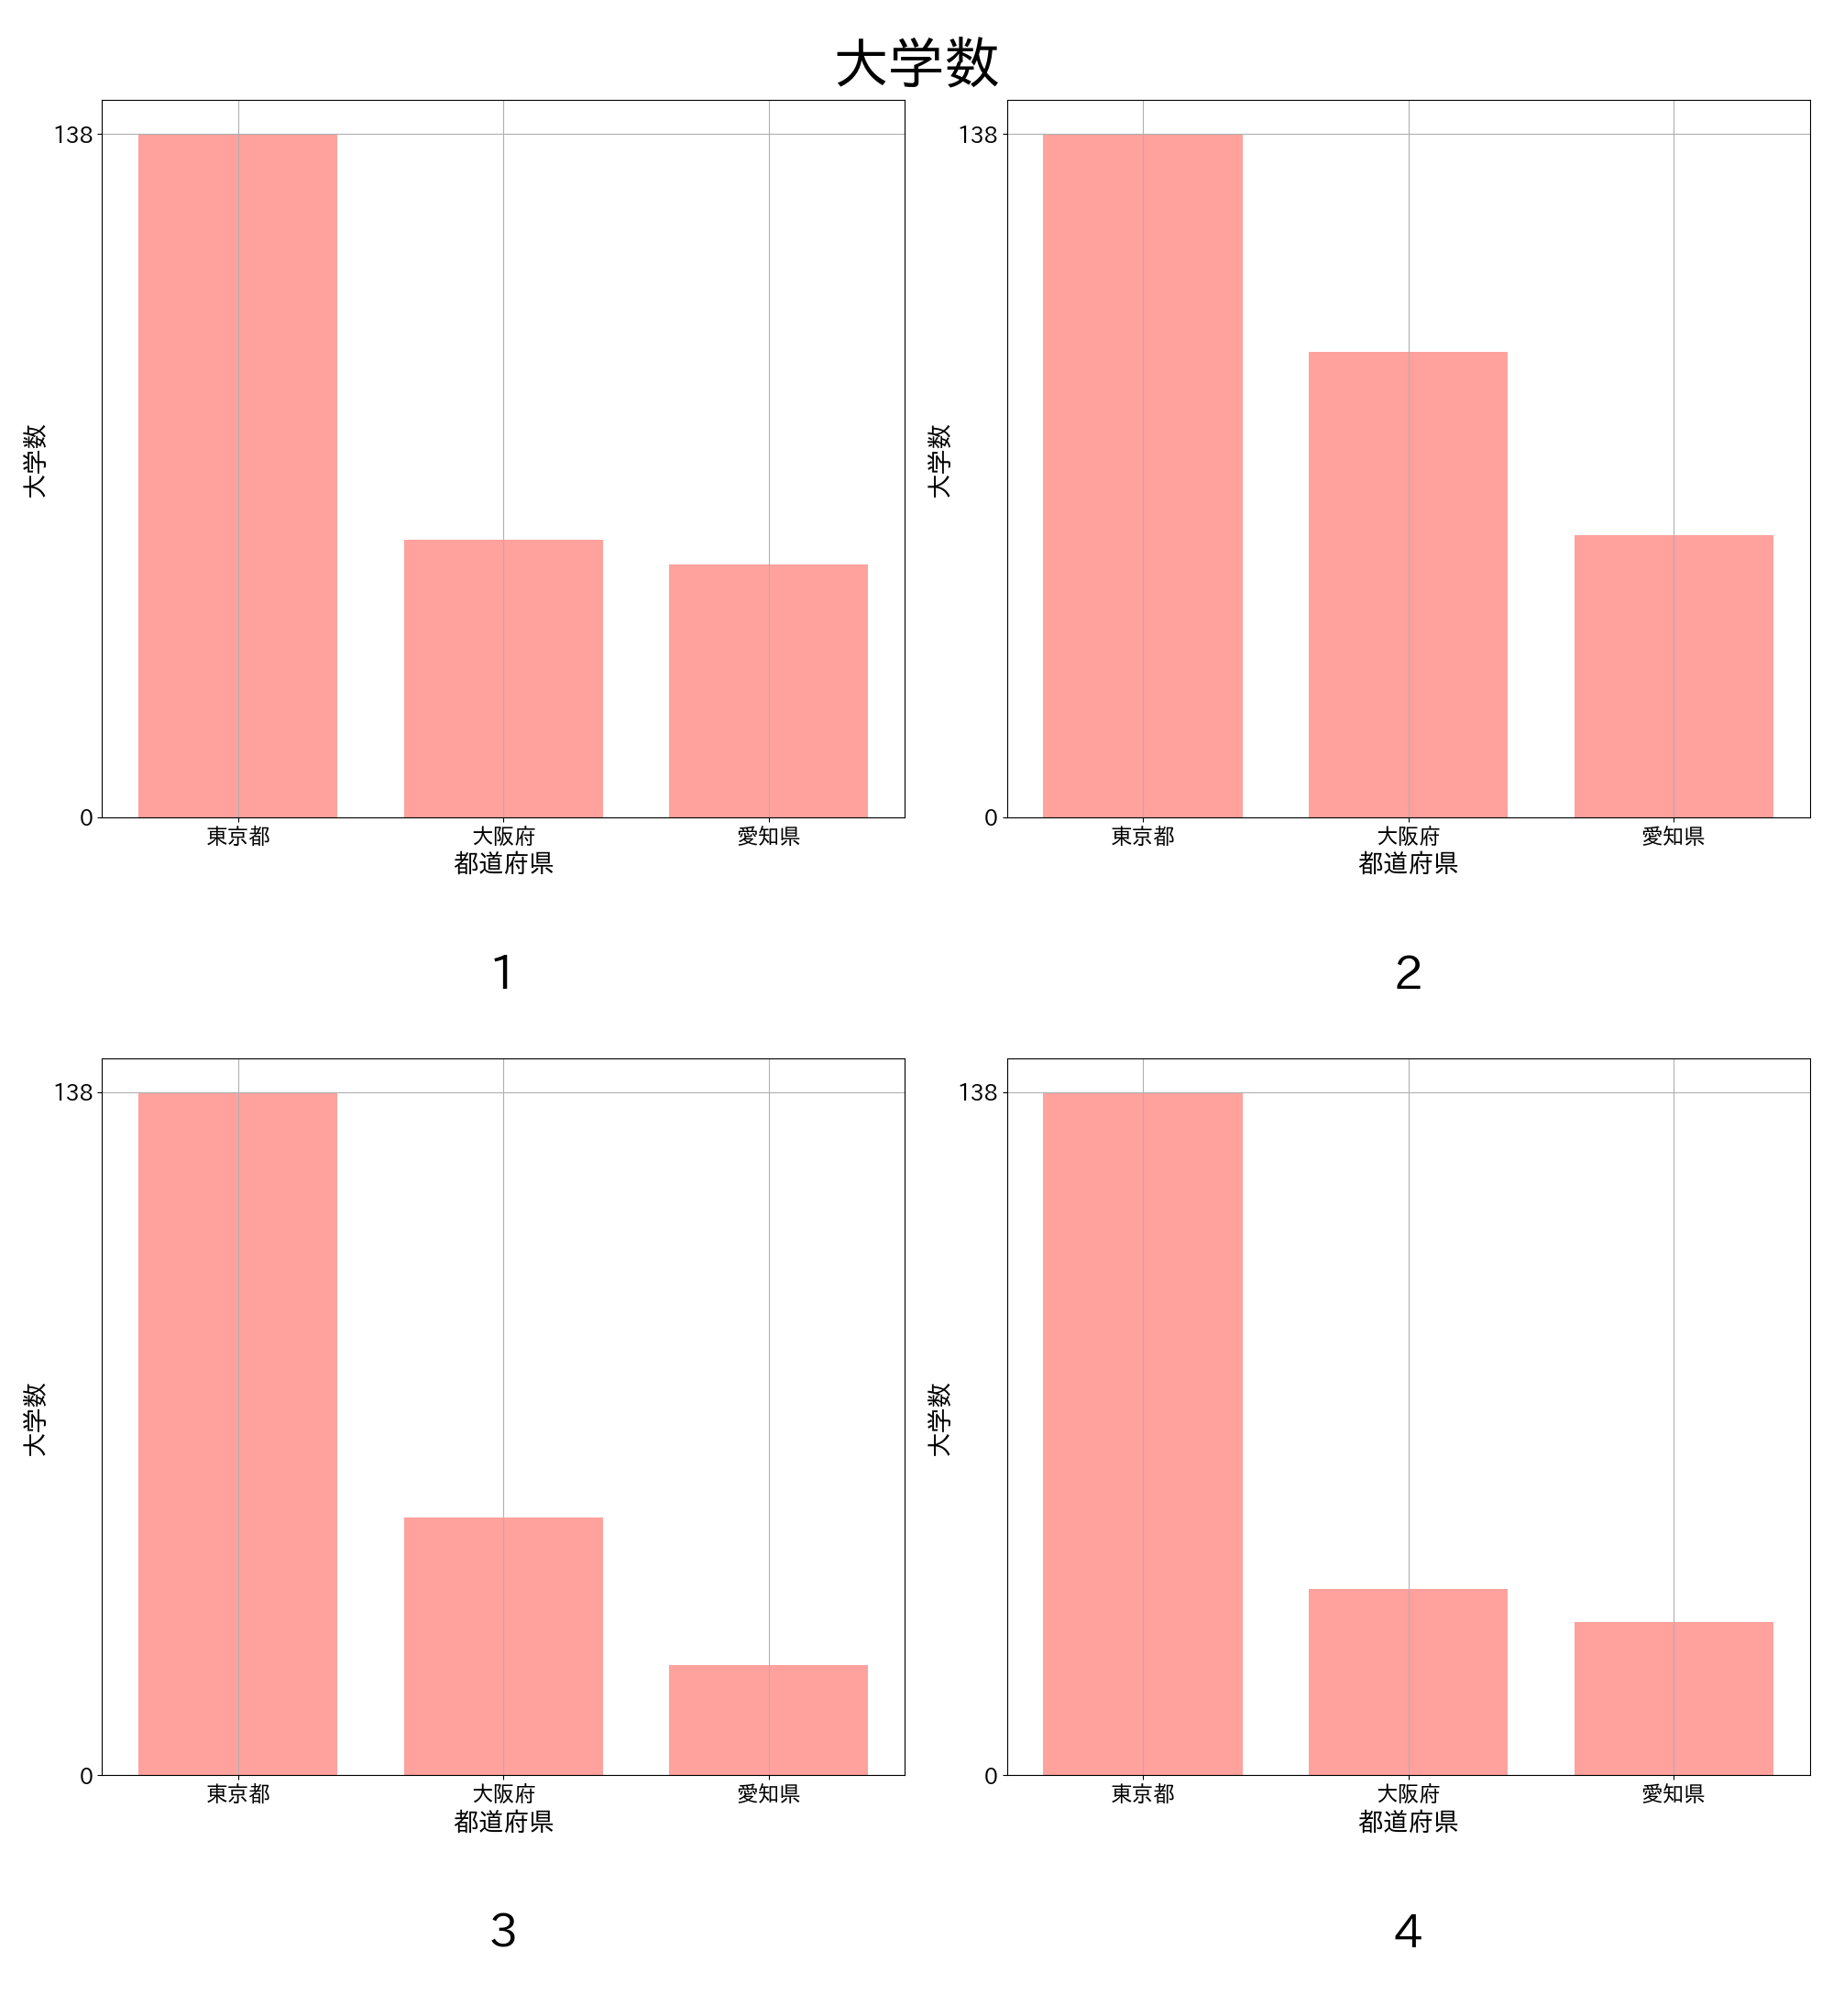 大学数
138
0
大学数
東京都 大阪府 愛知県
都道府県
1
138
0
大学数
東京都 大阪府 愛知県
都道府県
2
138
0
大学数
東京都 大阪府 愛知県
都道府県
3
138
0
大学数
東京都 大阪府 愛知県
都道府県
4